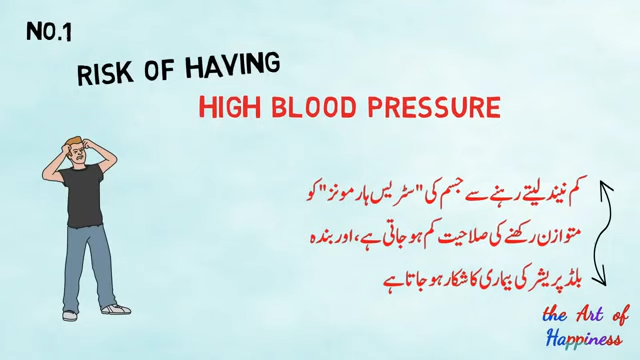 NO.1
RISK OF HAVING
HIGH BLOOD PRESSURE
کم نیند لیتے رہنے سے جسم کی "سٹریس ہارمونز" کو
متوازن رکھنے کی صلاحیت کم ہو جاتی ہے، اور بندہ
بلڈ پریشر کی بیماری کا شکار ہو جاتا ہے
the Art of
Happiness